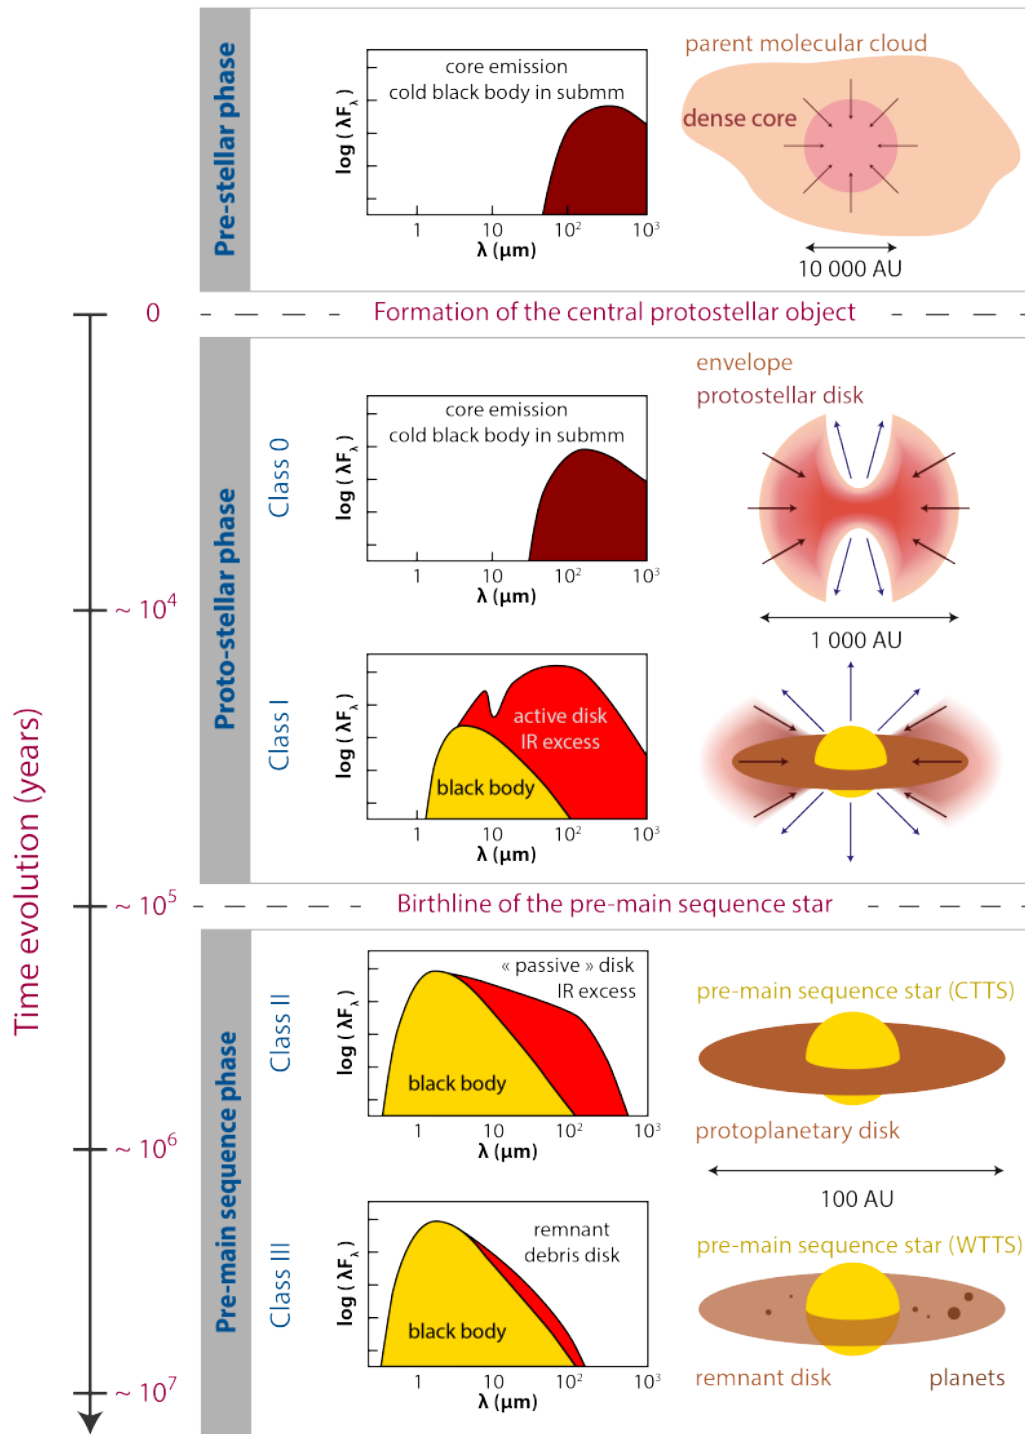 Time evolution (years)
0
~ 10⁴
~ 10⁵
~ 10⁶
~ 10⁷
Pre-stellar phase
core emission
cold black body in submm
log ( λF_λ )
1 10 10² 10³
λ (μm)
parent molecular cloud
dense core
10 000 AU
Formation of the central protostellar object
Proto-stellar phase
Class 0
core emission
cold black body in submm
log ( λF_λ )
1 10 10² 10³
λ (μm)
envelope
protostellar disk
1 000 AU
Class I
active disk
IR excess
black body
log ( λF_λ )
1 10 10² 10³
λ (μm)
Birthline of the pre-main sequence star
Pre-main sequence phase
Class II
« passive » disk
IR excess
black body
log ( λF_λ )
1 10 10² 10³
λ (μm)
pre-main sequence star (CTTS)
protoplanetary disk
100 AU
Class III
remnant
debris disk
black body
log ( λF_λ )
1 10 10² 10³
λ (μm)
pre-main sequence star (WTTS)
remnant disk planets